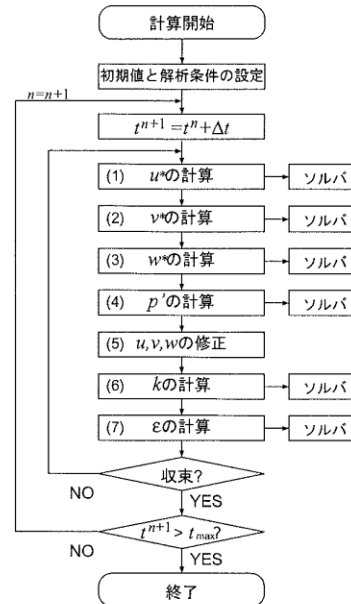 計算開始
初期値と解析条件の設定
n=n+1
tⁿ⁺¹=tⁿ+Δt
(1) u*の計算 ソルバ
(2) v*の計算 ソルバ
(3) w*の計算 ソルバ
(4) p'の計算 ソルバ
(5) u,v,wの修正
(6) kの計算 ソルバ
(7) εの計算 ソルバ
収束?
NO
YES
tⁿ⁺¹> tmax?
NO
YES
終了